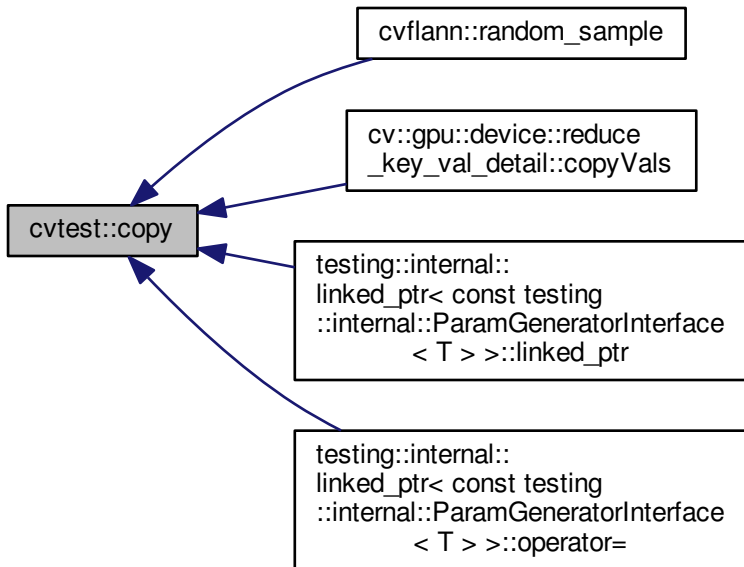 cvflann::random_sample
cv::gpu::device::reduce
_key_val_detail::copyVals
cvtest::copy
testing::internal::
linked_ptr< const testing
::internal::ParamGeneratorInterface
< T > >::linked_ptr
testing::internal::
linked_ptr< const testing
::internal::ParamGeneratorInterface
< T > >::operator=